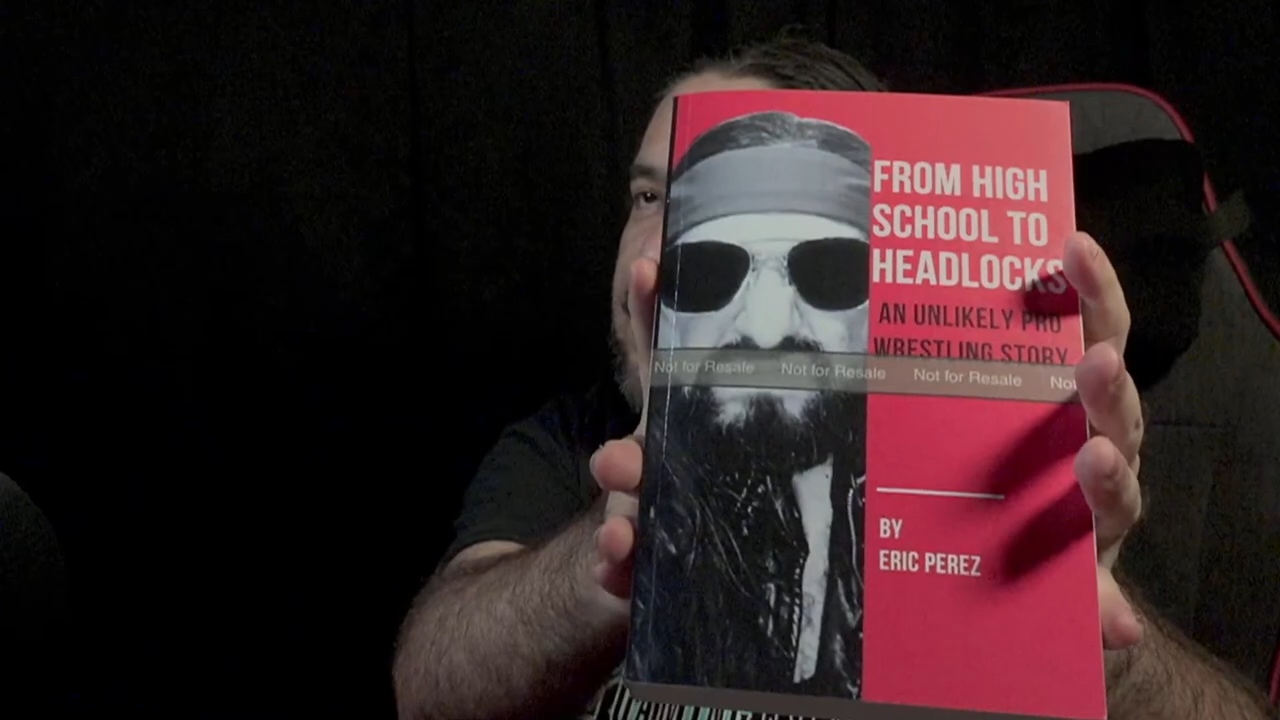 FROM HIGH
SCHOOL TO
HEADLOCKS
AN UNLIKELY PRO
WRESTLING STORY
Not for Resale Not for Resale Not for Resale Not
BY
ERIC PEREZ